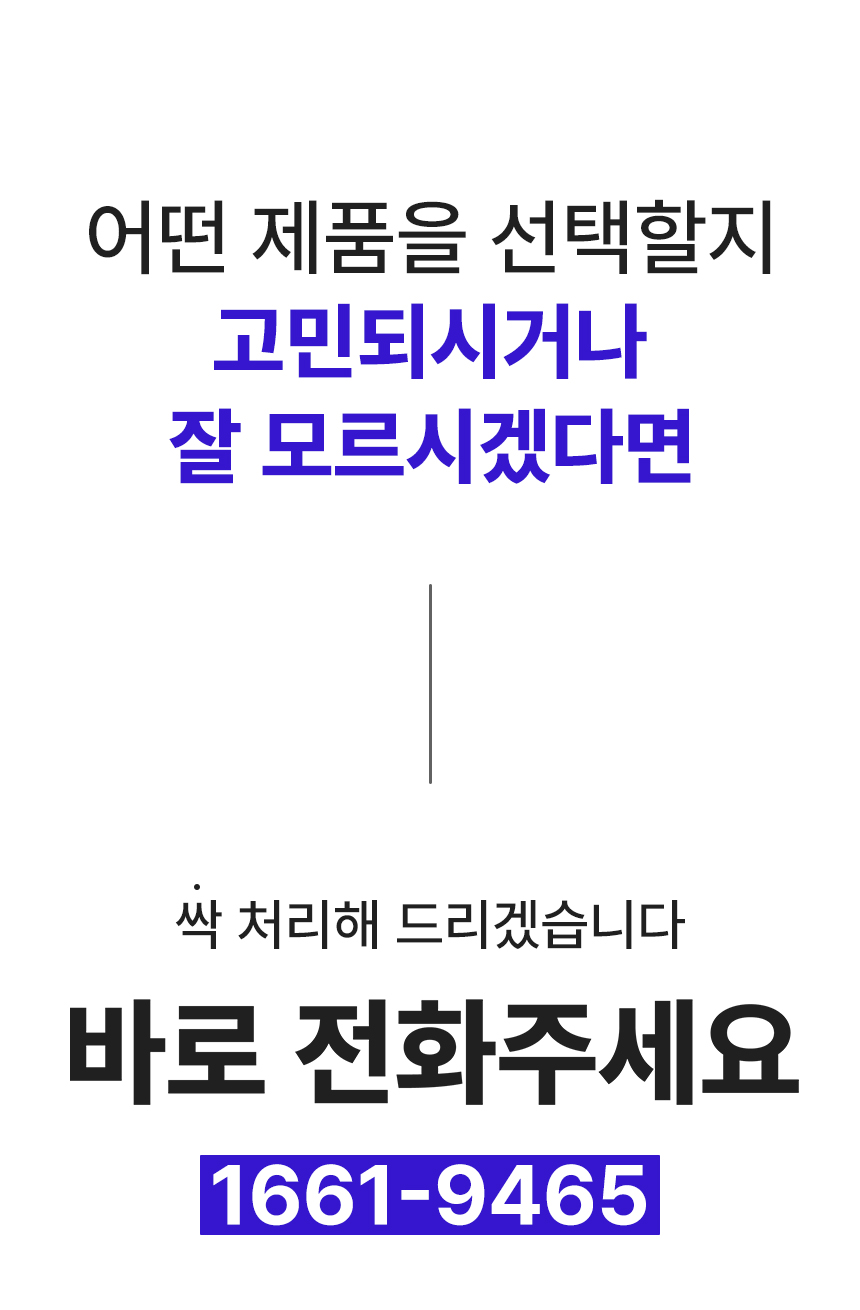 어떤 제품을 선택할지
고민되시거나
잘 모르시겠다면
싹 처리해 드리겠습니다
바로 전화주세요
1661-9465